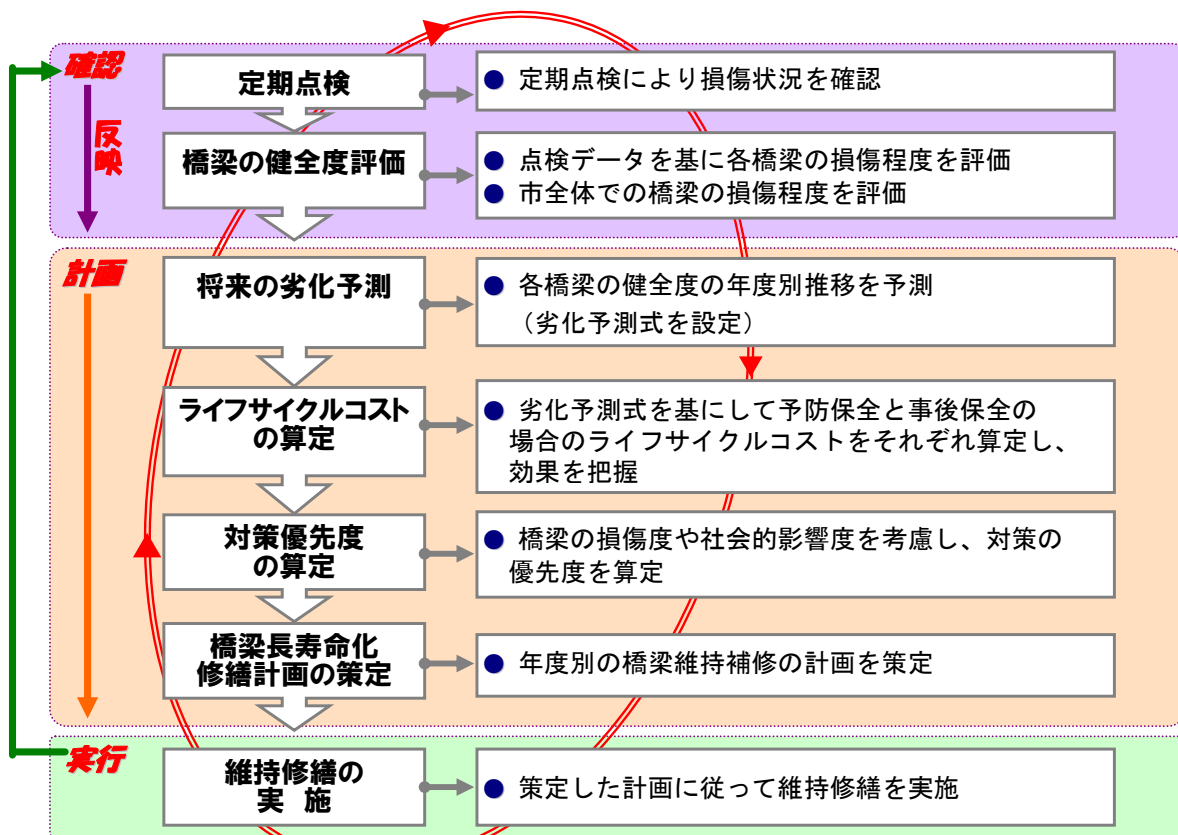 確認
定期点検
● 定期点検により損傷状況を確認
反映
橋梁の健全度評価
● 点検データを基に各橋梁の損傷程度を評価
● 市全体での橋梁の損傷程度を評価
計画
将来の劣化予測
● 各橋梁の健全度の年度別推移を予測
（劣化予測式を設定）
ライフサイクルコスト
の算定
● 劣化予測式を基にして予防保全と事後保全の
場合のライフサイクルコストをそれぞれ算定し、
効果を把握
対策優先度
の算定
● 橋梁の損傷度や社会的影響度を考慮し、対策の
優先度を算定
橋梁長寿命化
修繕計画の策定
● 年度別の橋梁維持補修の計画を策定
実行
維持修繕の
実 施
● 策定した計画に従って維持修繕を実施